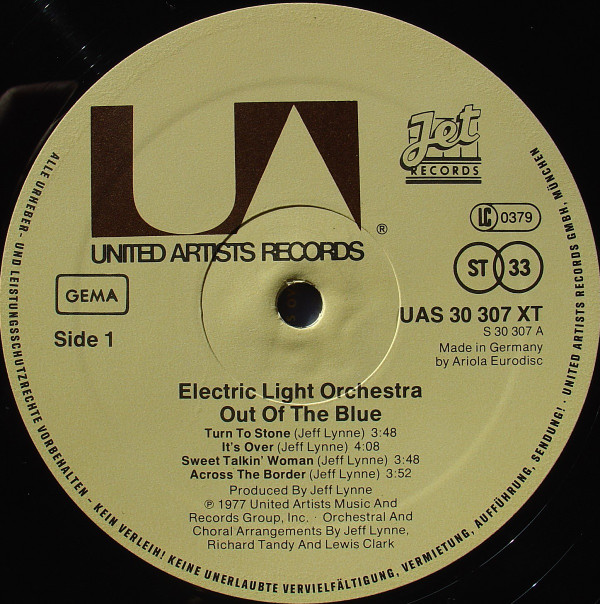 UA
Jet
RECORDS
®
UNITED ARTISTS RECORDS
LC 0379
GEMA
ST 33
Side 1
UAS 30 307 XT
S 30 307 A
Made in Germany
by Ariola Eurodisc
Electric Light Orchestra
Out Of The Blue
Turn To Stone (Jeff Lynne) 3:48
It's Over (Jeff Lynne) 4:08
Sweet Talkin' Woman (Jeff Lynne) 3:48
Across The Border (Jeff Lynne) 3:52
Produced By Jeff Lynne
℗ 1977 United Artists Music And
Records Group, Inc. · Orchestral And
Choral Arrangements By Jeff Lynne,
Richard Tandy And Lewis Clark
ALLE URHEBER- UND LEISTUNGSSCHUTZRECHTE VORBEHALTEN - KEIN VERLEIH! KEINE UNERLAUBTE VERVIELFÄLTIGUNG, VERMIETUNG, AUFFÜHRUNG, SENDUNG! · UNITED ARTISTS RECORDS GMBH, MÜNCHEN